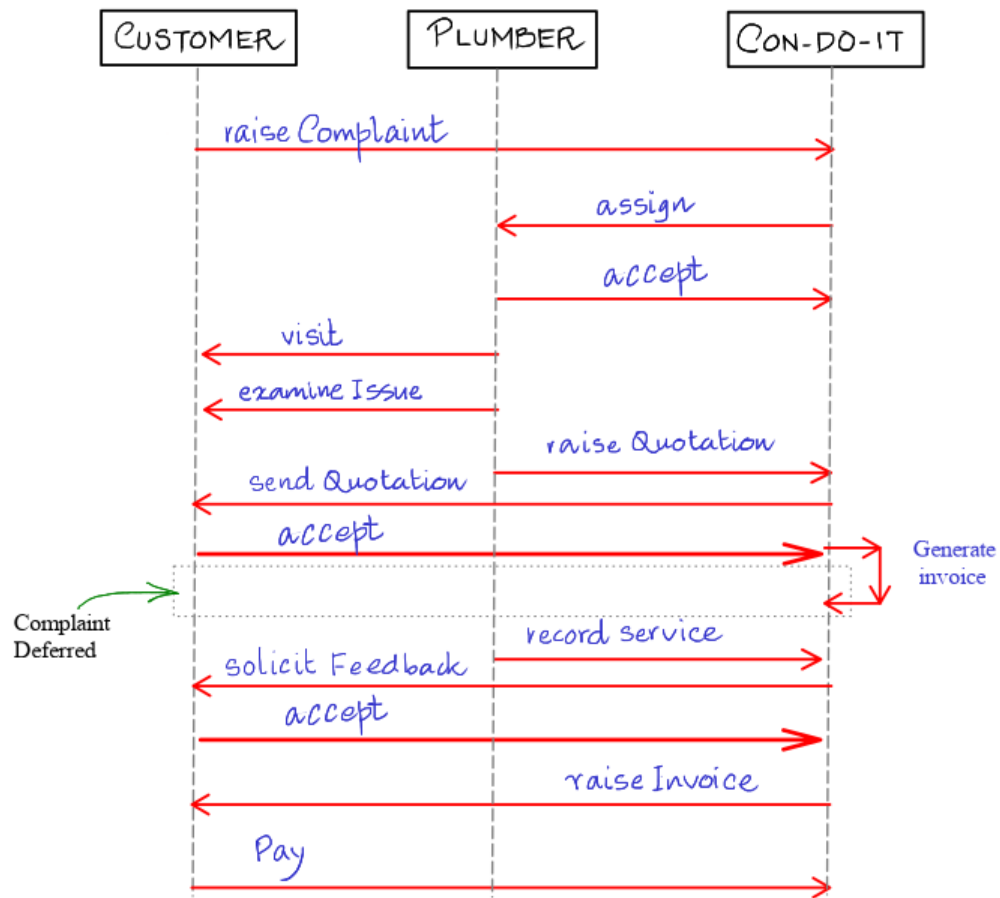 CUSTOMER
PLUMBER
CON-DO-IT
raise Complaint
assign
accept
visit
examine Issue
raise Quotation
send Quotation
accept
Generate
invoice
Complaint
Deferred
record service
solicit Feedback
accept
raise Invoice
Pay